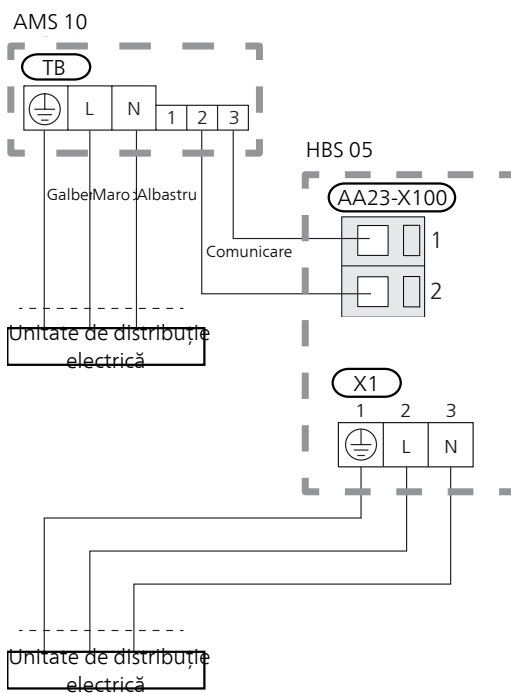 AMS 10
TB
L N 1 2 3
Galbe Maro Albastru
HBS 05
AA23-X100
1
Comunicare
2
Unitate de distribuție
electrică
X1
1 2 3
L N
Unitate de distribuție
electrică